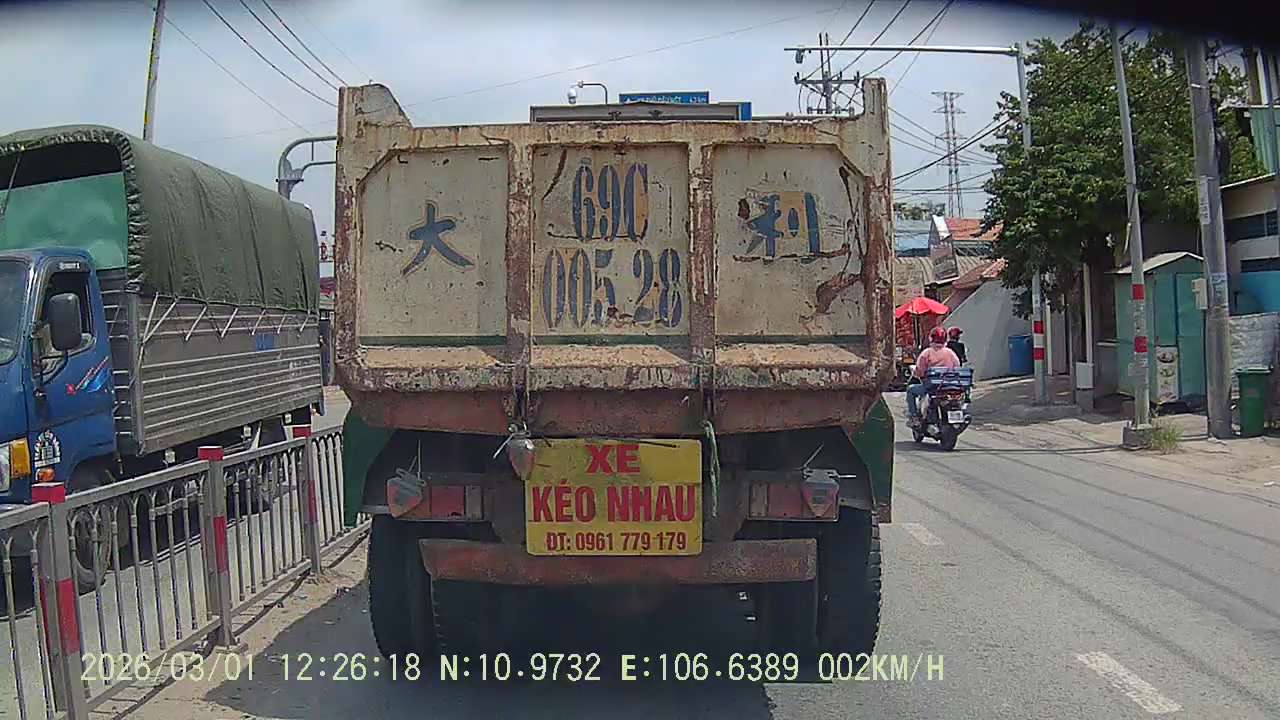 大
69C
005.28
利
XE
KÉO NHAU
ĐT: 0961 779 179
2026/03/01 12:26:18 N:10.9732 E:106.6389 002KM/H